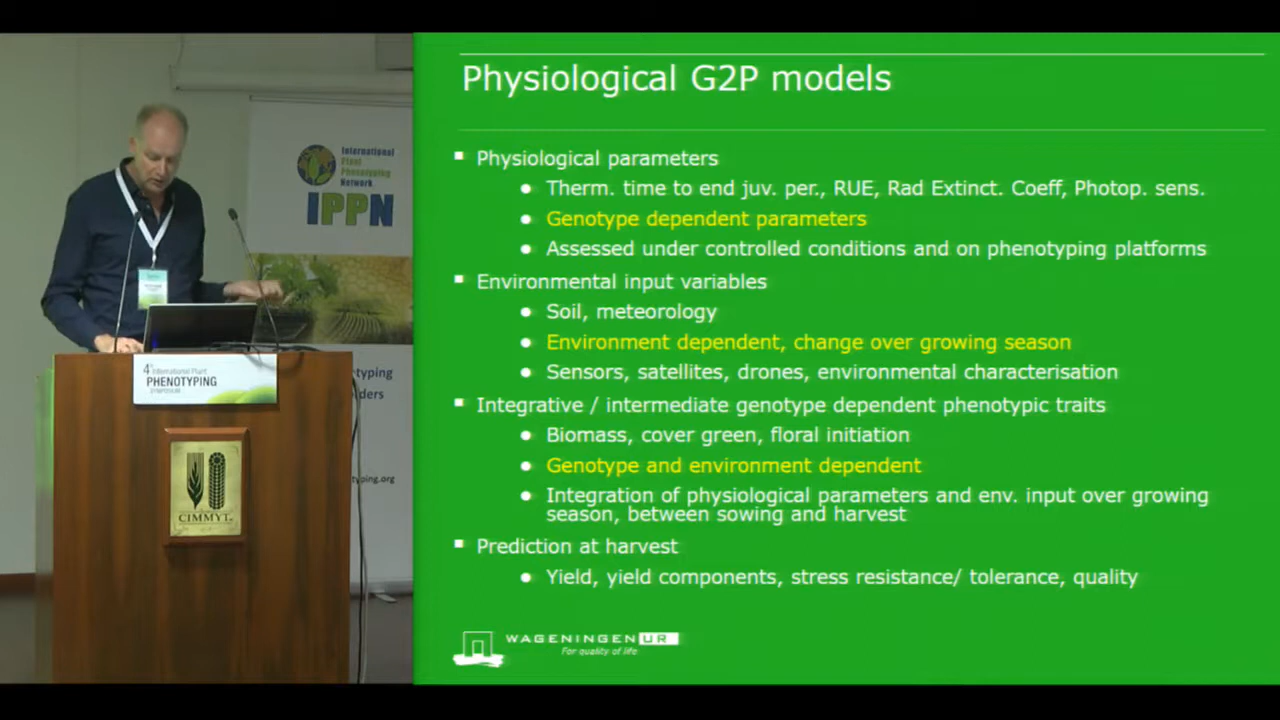 Physiological G2P models
Physiological parameters
Therm. time to end juv. per., RUE, Rad Extinct. Coeff, Photop. sens.
Genotype dependent parameters
Assessed under controlled conditions and on phenotyping platforms
Environmental input variables
Soil, meteorology
Environment dependent, change over growing season
Sensors, satellites, drones, environmental characterisation
Integrative / intermediate genotype dependent phenotypic traits
Biomass, cover green, floral initiation
Genotype and environment dependent
Integration of physiological parameters and env. input over growing
season, between sowing and harvest
Prediction at harvest
Yield, yield components, stress resistance/ tolerance, quality
WAGENINGEN UR
For quality of life
International
Plant
Phenotyping
Network
IPPN
4th International Plant
PHENOTYPING
SYMPOSIUM
CIMMYT